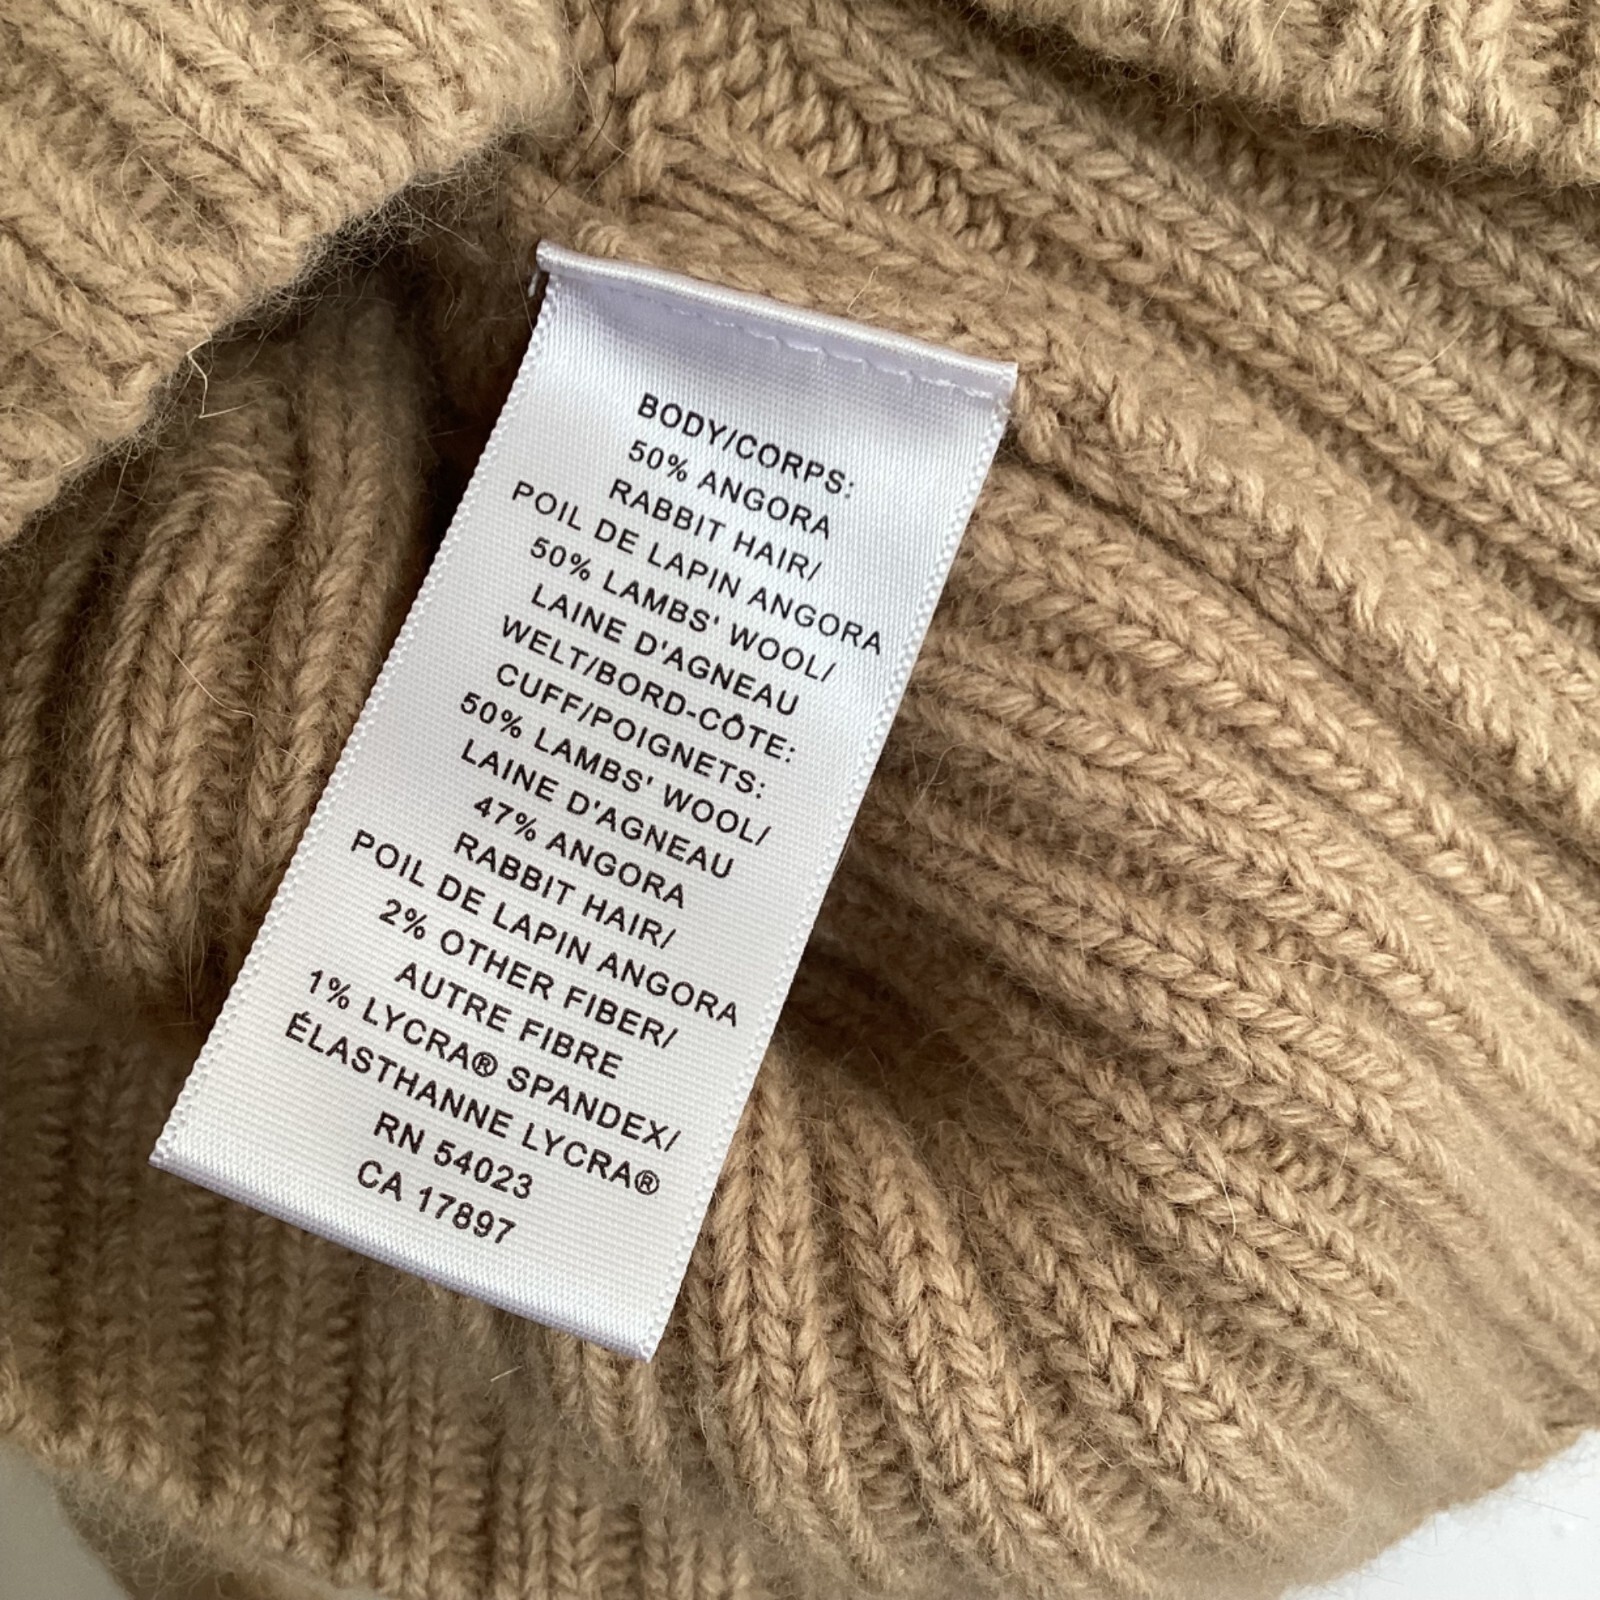 BODY/CORPS:
50% ANGORA
RABBIT HAIR/
POIL DE LAPIN ANGORA
50% LAMBS' WOOL/
LAINE D'AGNEAU
WELT/BORD-CÔTE:
CUFF/POIGNETS:
50% LAMBS' WOOL/
LAINE D'AGNEAU
47% ANGORA
RABBIT HAIR/
POIL DE LAPIN ANGORA
2% OTHER FIBER/
AUTRE FIBRE
1% LYCRA® SPANDEX/
ÉLASTHANNE LYCRA®
RN 54023
CA 17897